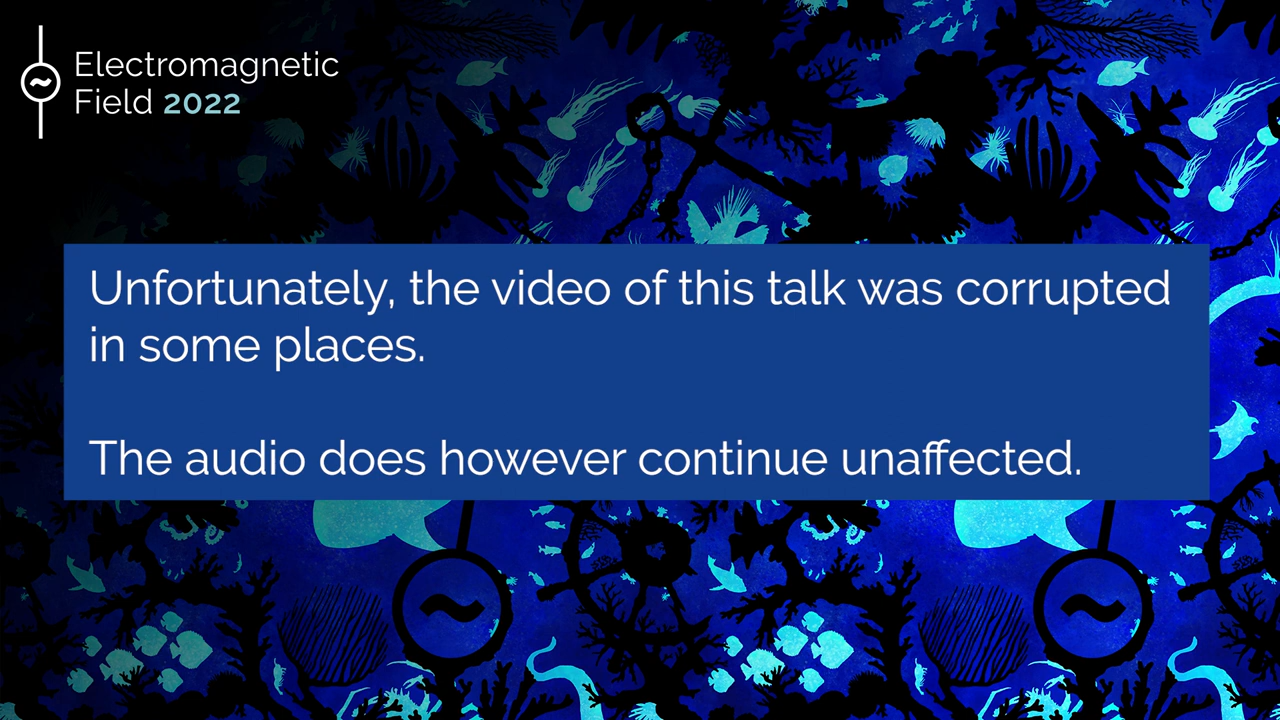 Electromagnetic
Field 2022
Unfortunately, the video of this talk was corrupted
in some places.
The audio does however continue unaffected.